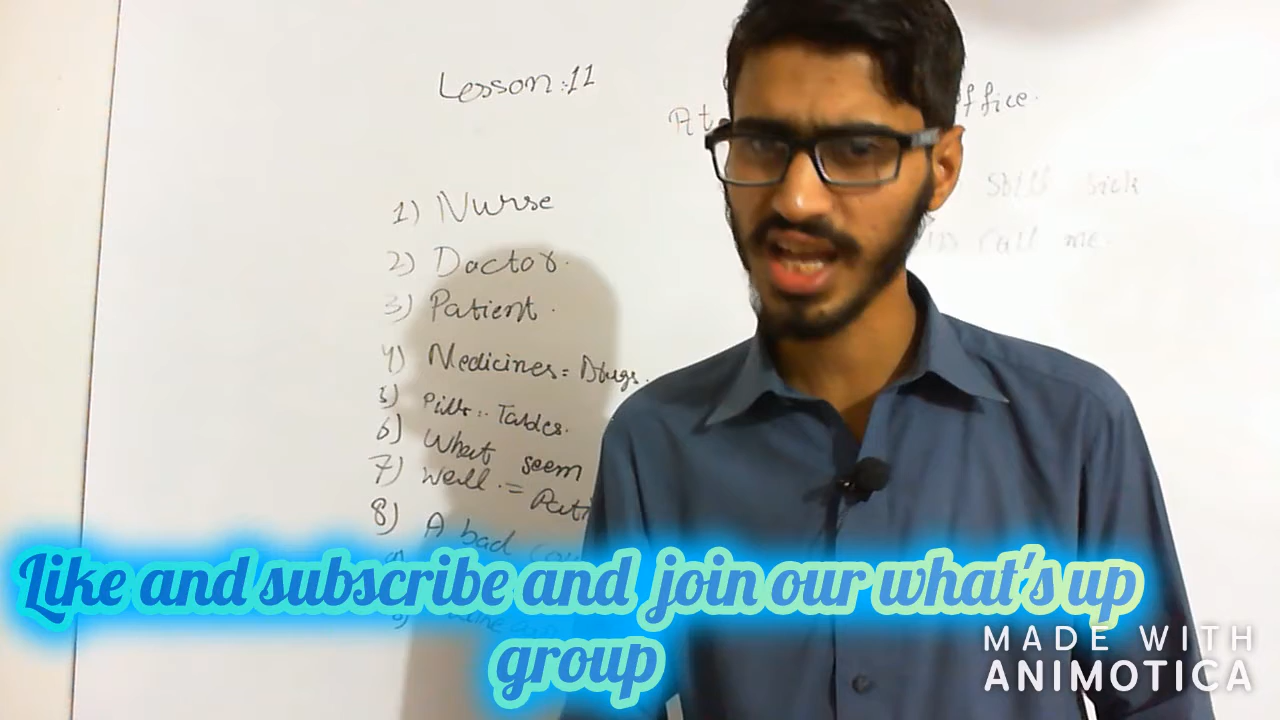 Lesson:11
At office.
still sick
call me.
1) Nurse
2) Doctor.
3) Patient.
4) Medicines = Drugs.
5) Pills = Tables.
6) What seem
7) Well. = Pati
8) A bad
Like and subscribe and join our what's up
group
MADE WITH
ANIMOTICA